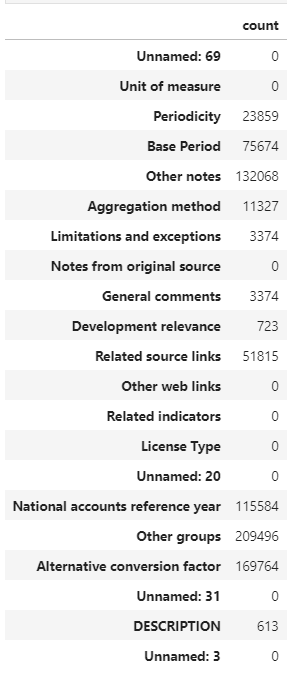 count
Unnamed: 69 0
Unit of measure 0
Periodicity 23859
Base Period 75674
Other notes 132068
Aggregation method 11327
Limitations and exceptions 3374
Notes from original source 0
General comments 3374
Development relevance 723
Related source links 51815
Other web links 0
Related indicators 0
License Type 0
Unnamed: 20 0
National accounts reference year 115584
Other groups 209496
Alternative conversion factor 169764
Unnamed: 31 0
DESCRIPTION 613
Unnamed: 3 0